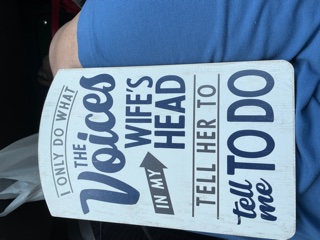 I ONLY DO WHAT
THE
Voices
IN MY WIFE'S
HEAD
TELL HER TO
tell me TO DO